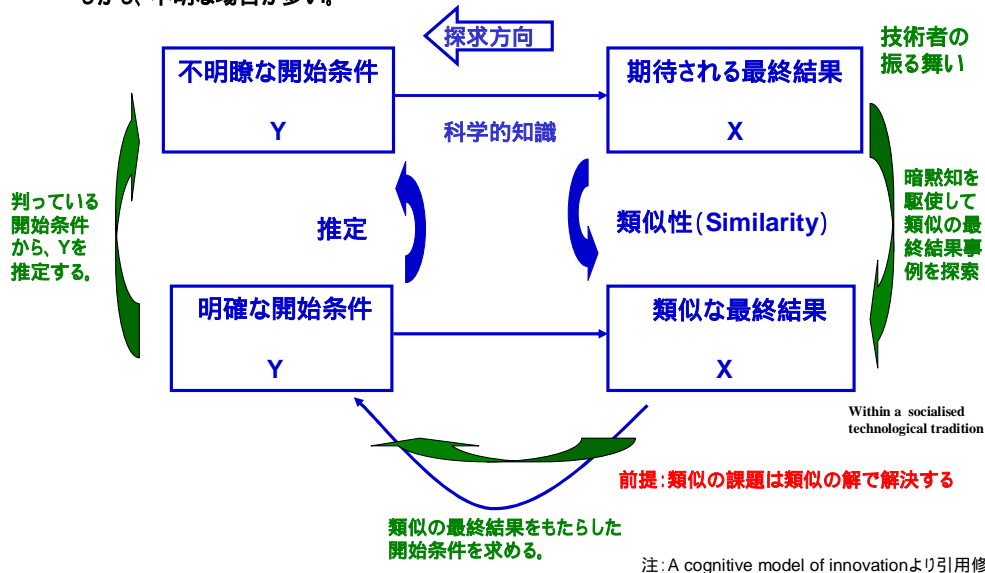 不明な場合が多い。
探求方向
技術者の
振る舞い
不明瞭な開始条件
Y
期待される最終結果
X
科学的知識
判っている
開始条件
から、Yを
推定する。
推定
類似性(Similarity)
暗黙知を
駆使して
類似の最
終結果事
例を探索
明確な開始条件
Y
類似な最終結果
X
Within a socialised
technological tradition
前提:類似の課題は類似の解で解決する
類似の最終結果をもたらした
開始条件を求める。
注:A cognitive model of innovationより引用修